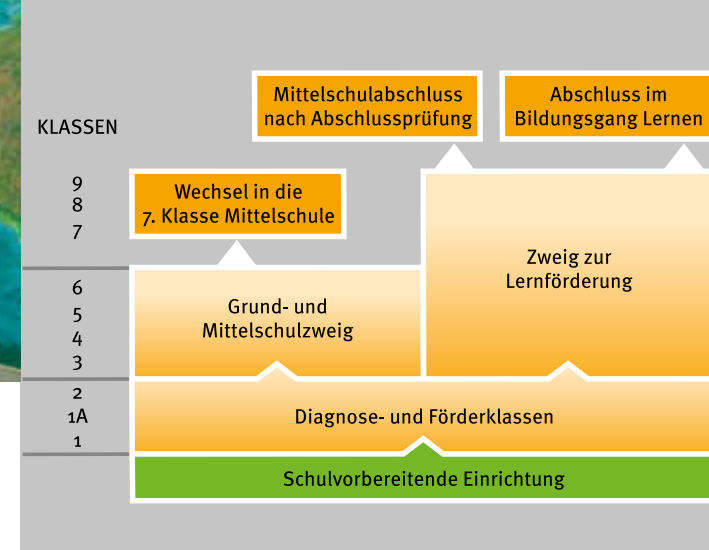 Mittelschulabschluss
nach Abschlussprüfung
Abschluss im
Bildungsgang Lernen
KLASSEN
9
8
7
Wechsel in die
7. Klasse Mittelschule
Zweig zur
Lernförderung
6
5
4
3
Grund- und
Mittelschulzweig
2
1A
1
Diagnose- und Förderklassen
Schulvorbereitende Einrichtung